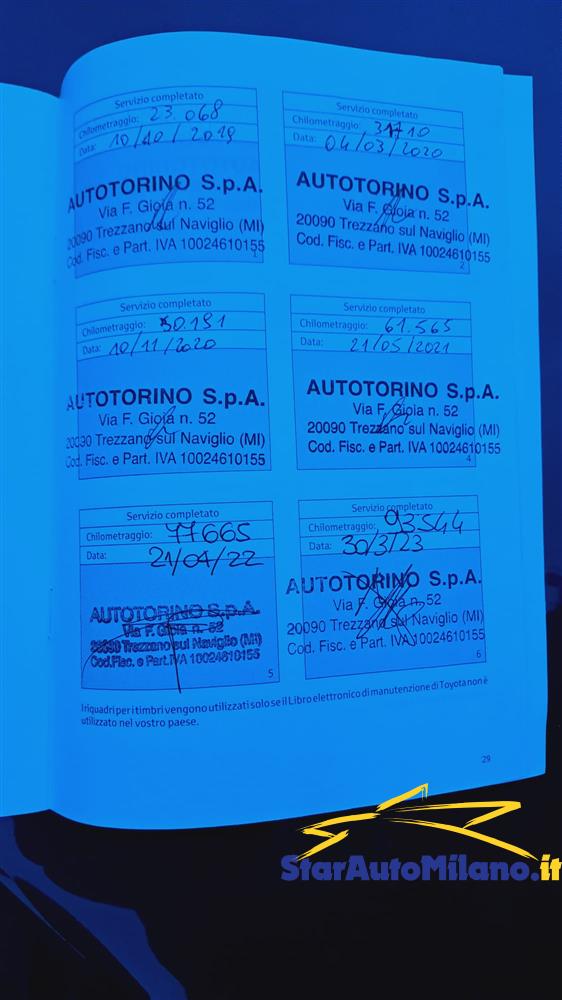 Servizio completato
Chilometraggio: 23.068
Data: 10/10/2019
AUTOTORINO S.p.A.
Via F. Gioia n. 52
20090 Trezzano sul Naviglio (MI)
Cod. Fisc. e Part. IVA 10024610155
1
Servizio completato
Chilometraggio: 31710
Data: 04/03/2020
AUTOTORINO S.p.A.
Via F. Gioia n. 52
20090 Trezzano sul Naviglio (MI)
Cod. Fisc. e Part. IVA 10024610155
2
Servizio completato
Chilometraggio: 50.191
Data: 10/11/2020
AUTOTORINO S.p.A.
Via F. Gioia n. 52
20090 Trezzano sul Naviglio (MI)
Cod. Fisc. e Part. IVA 10024610155
Servizio completato
Chilometraggio: 61.565
Data: 21/05/2021
AUTOTORINO S.p.A.
Via F. Gioia n. 52
20090 Trezzano sul Naviglio (MI)
Cod. Fisc. e Part. IVA 10024610155
4
Servizio completato
Chilometraggio: 77665
Data: 21/04/22
AUTOTORINO S.p.A.
Via F. Gioia n. 52
20090 Trezzano sul Naviglio (MI)
Cod.Fisc. e Part.IVA 10024610155
5
Servizio completato
Chilometraggio: 93544
Data: 30/3/23
AUTOTORINO S.p.A.
Via F. Gioia n. 52
20090 Trezzano sul Naviglio (MI)
Cod. Fisc. e Part. IVA 10024610155
6
I riquadri per i timbri vengono utilizzati solo se il Libro elettronico di manutenzione di Toyota non è
utilizzato nel vostro paese.
29
StarAutoMilano.it